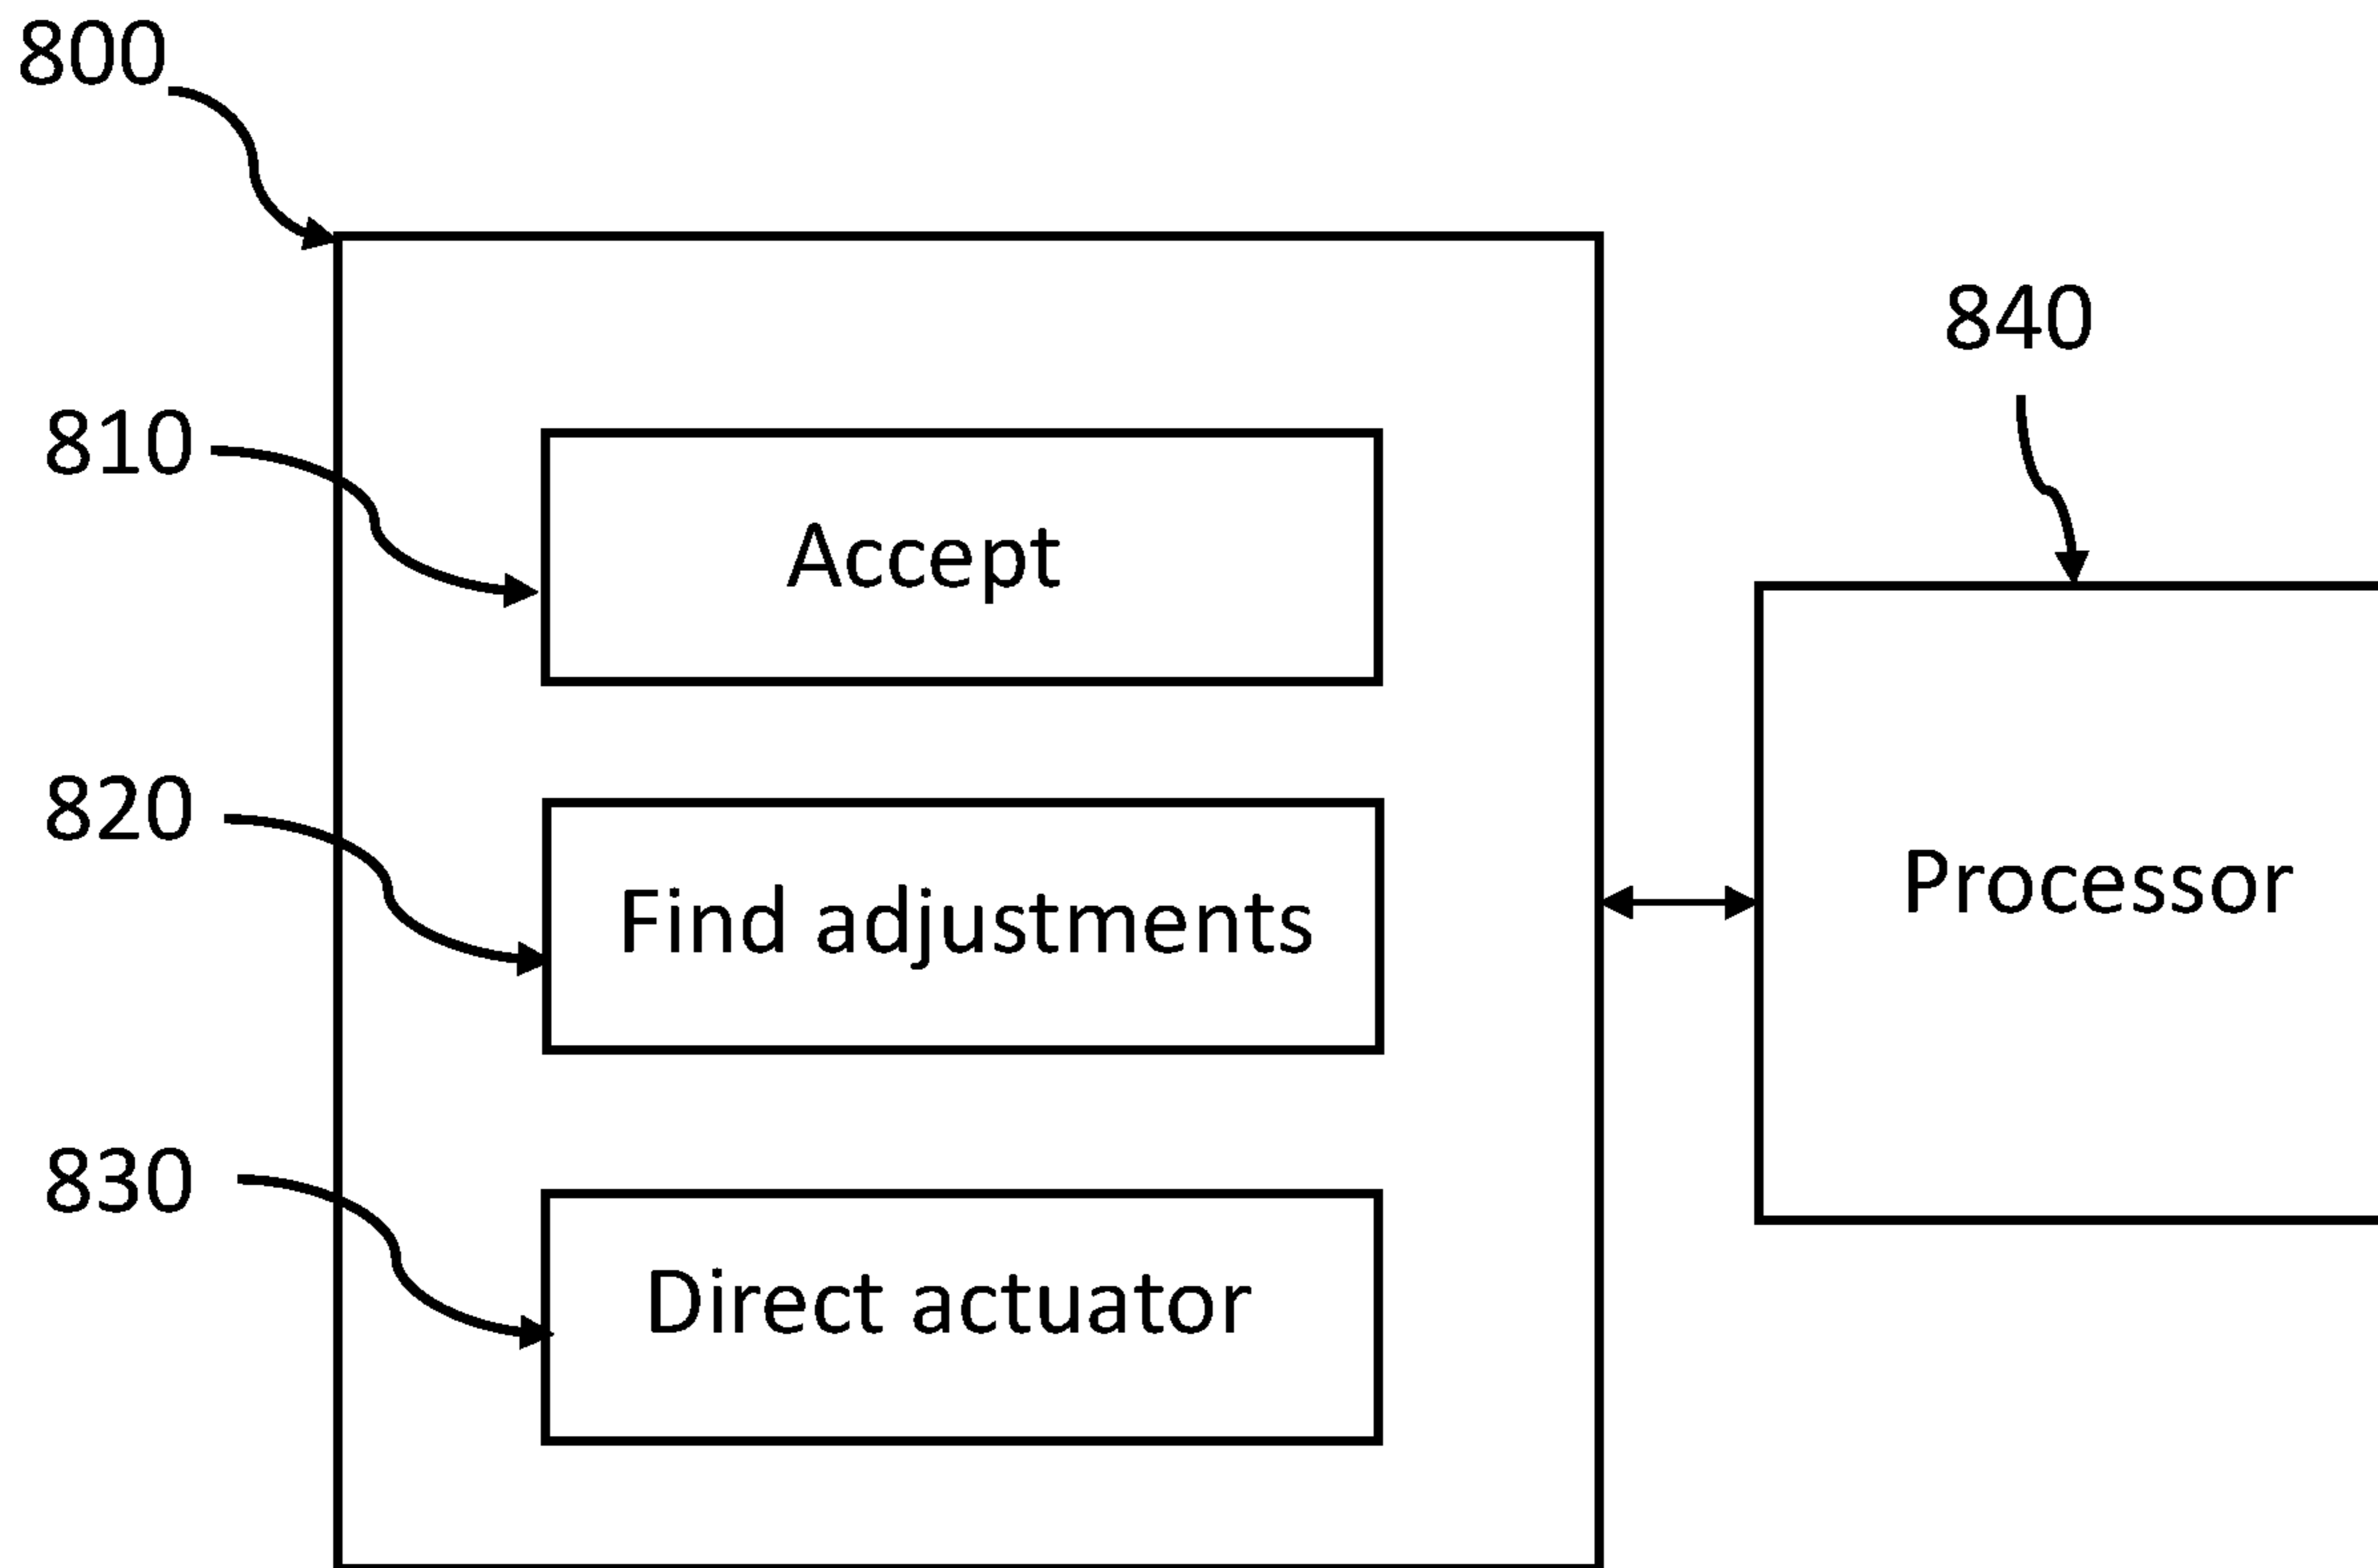 800
840
810
Accept
820
Find adjustments
Processor
830
Direct actuator